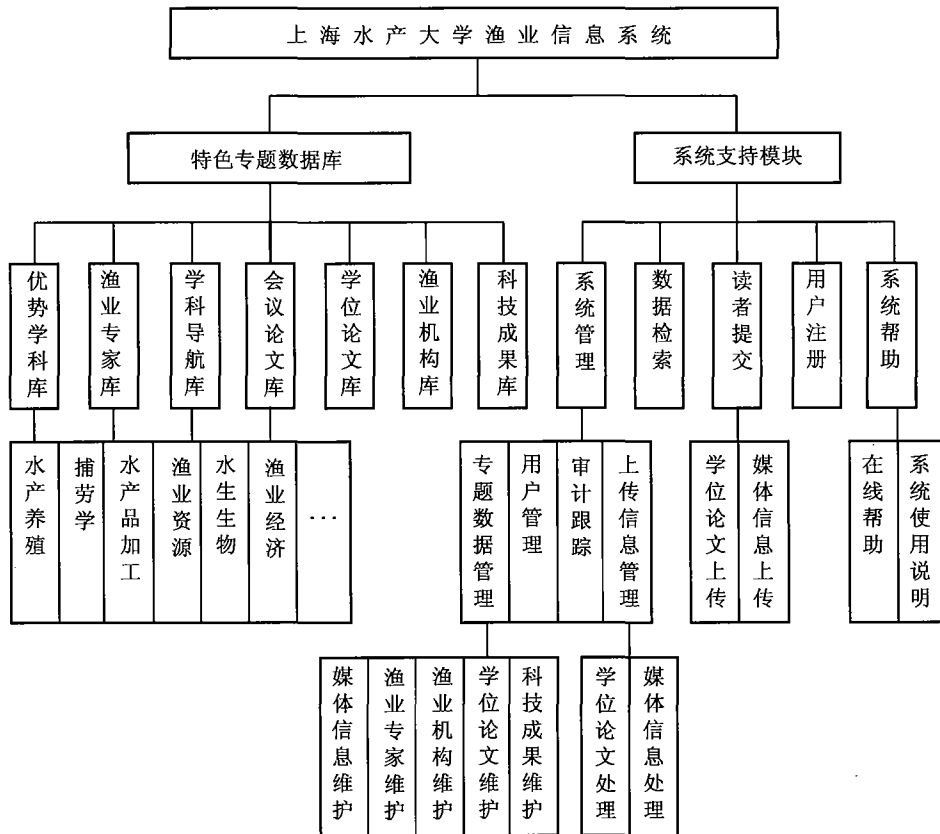 上海水产大学渔业信息系统
特色专题数据库
系统支持模块
优势学科库
渔业专家库
学科导航库
会议论文库
学位论文库
渔业机构库
科技成果库
系统管理
数据检索
读者提交
用户注册
系统帮助
水产养殖
捕劳学
水产品加工
渔业资源
水生生物
渔业经济
···
专题数据管理
用户管理
审计跟踪
上传信息管理
学位论文上传
媒体信息上传
在线帮助
系统使用说明
媒体信息维护
渔业专家维护
渔业机构维护
学位论文维护
科技成果维护
学位论文处理
媒体信息处理